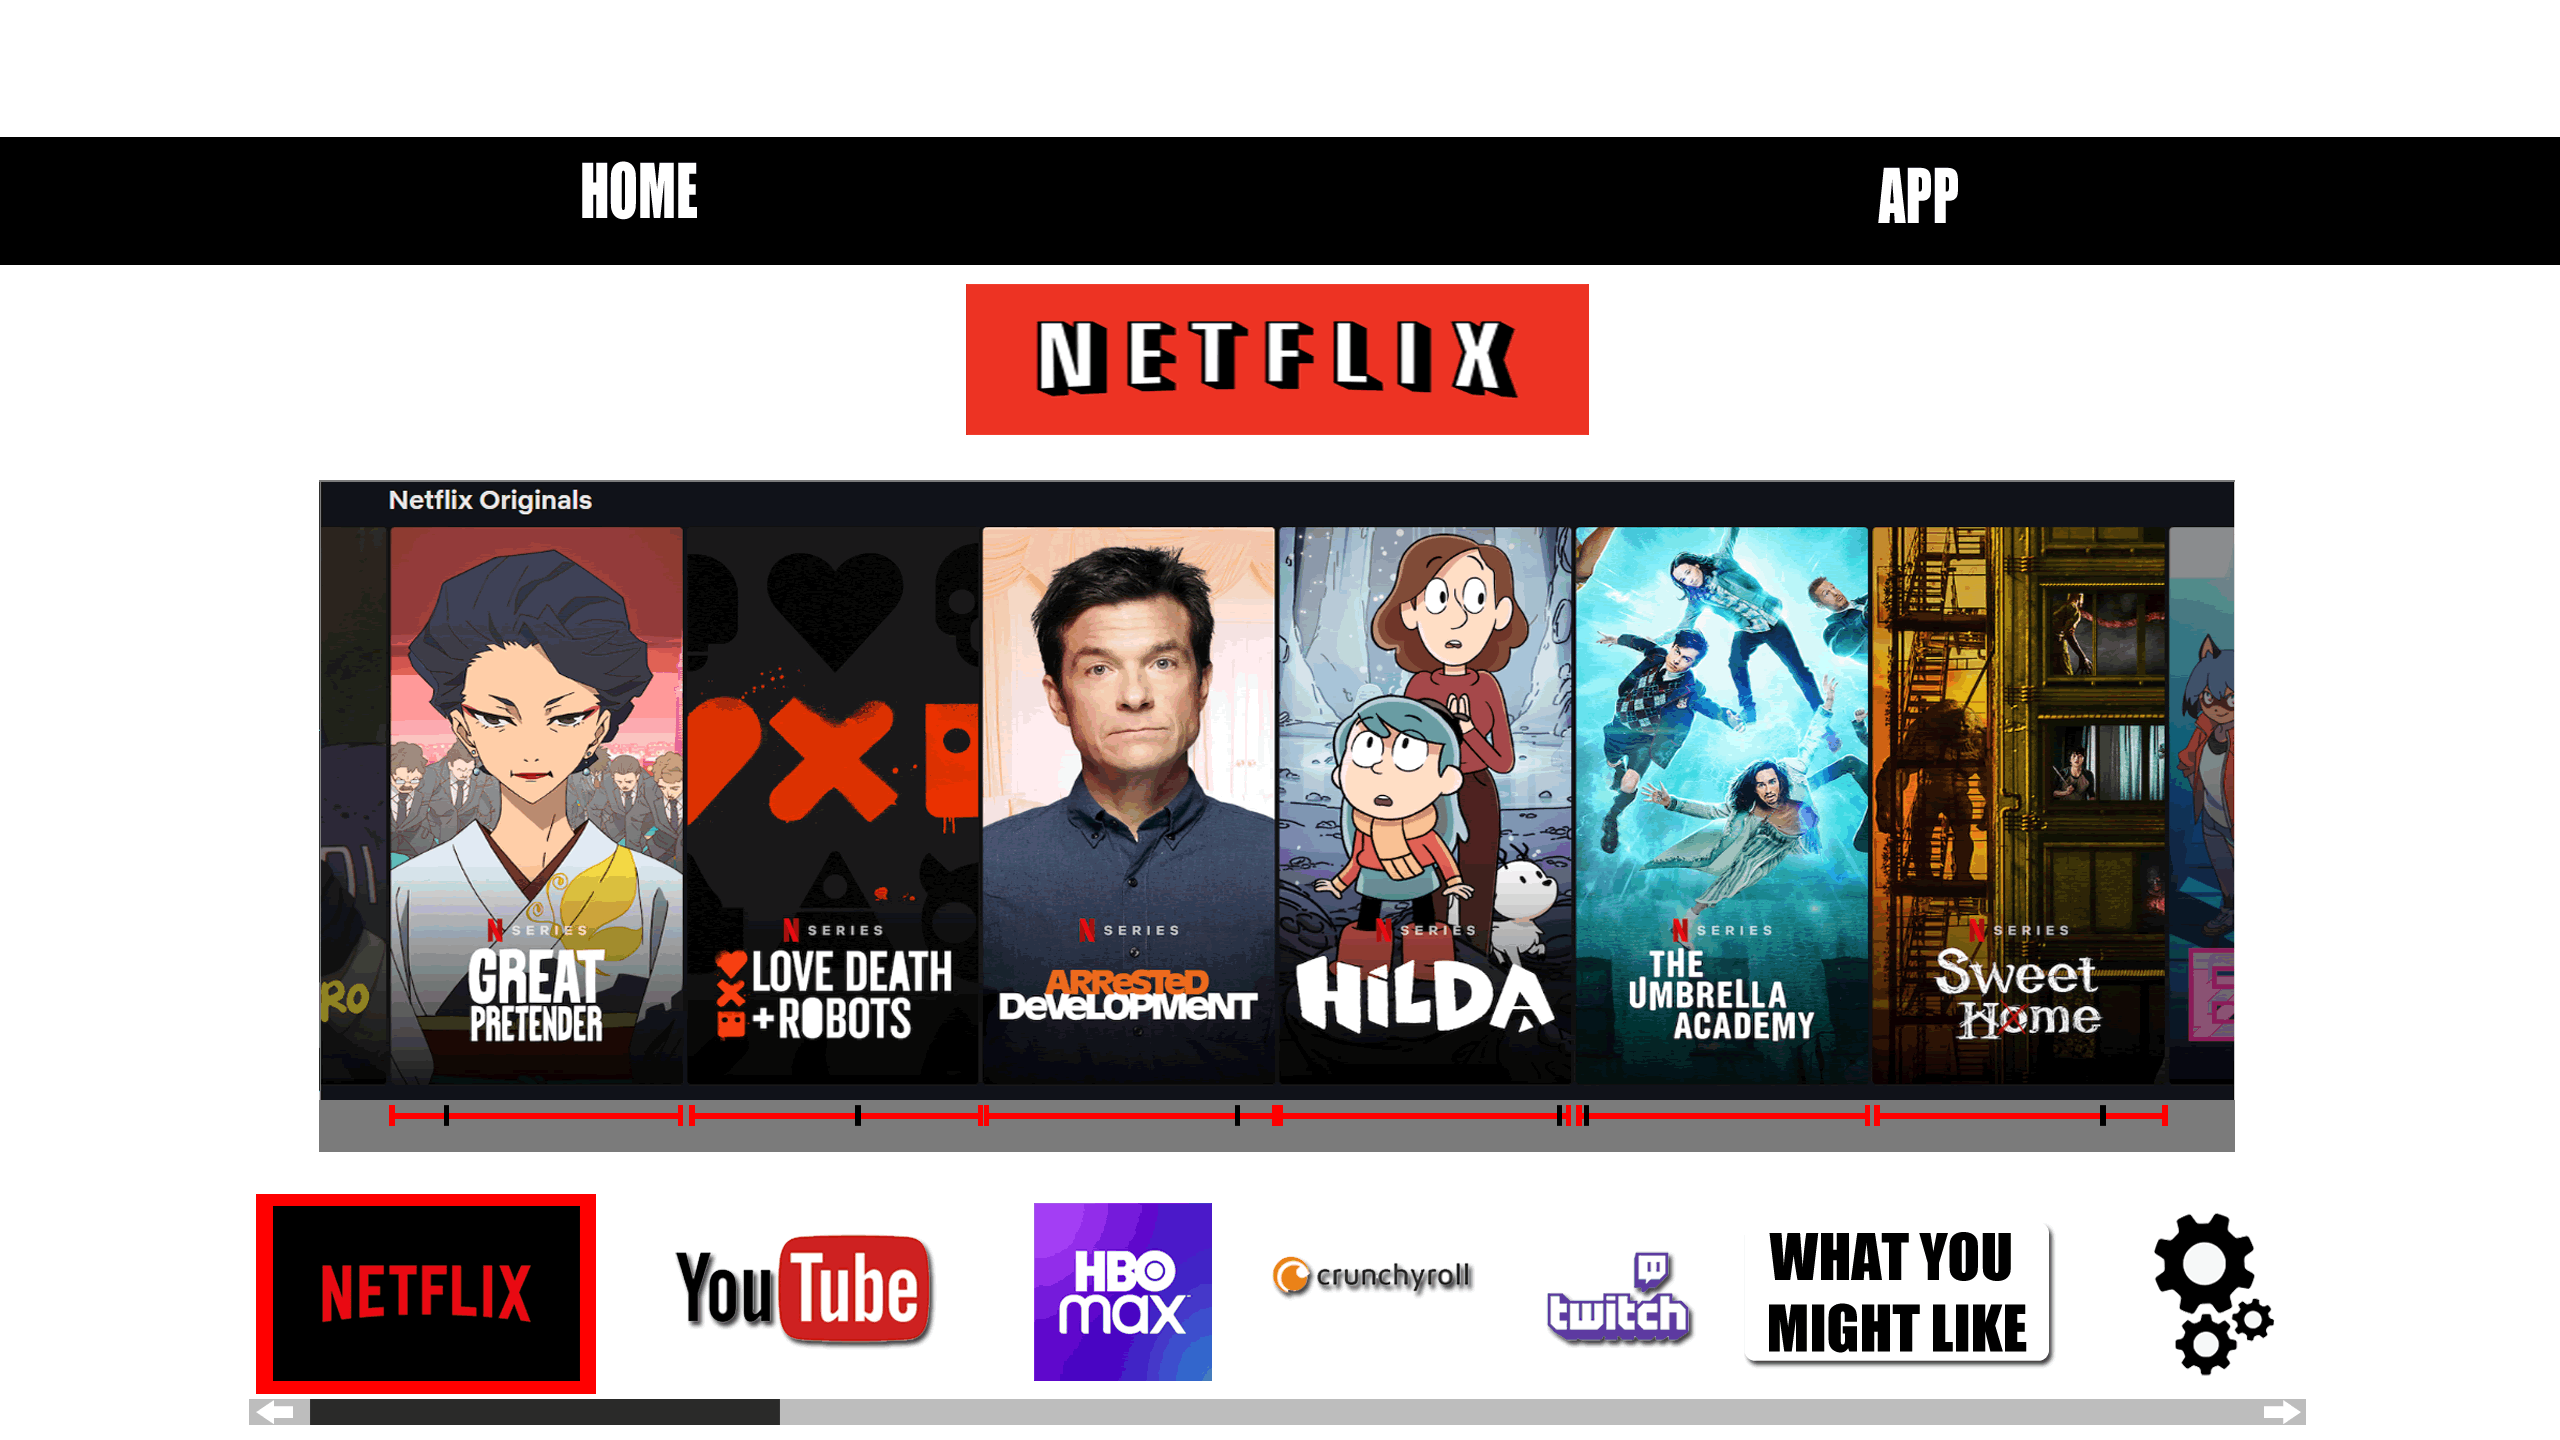 HOME
APP
NETFLIX
Netflix Originals
RO
N SERIES
GREAT
PRETENDER
N SERIES
LOVE DEATH
+ROBOTS
N SERIES
ARReSTeD
DeVeLOPMeNT
N SERIES
HiLDA
N SERIES
THE
UMBRELLA
ACADEMY
N SERIES
Sweet
Home
NETFLIX
YouTube
HBO
max
crunchyroll
twitch
WHAT YOU
MIGHT LIKE